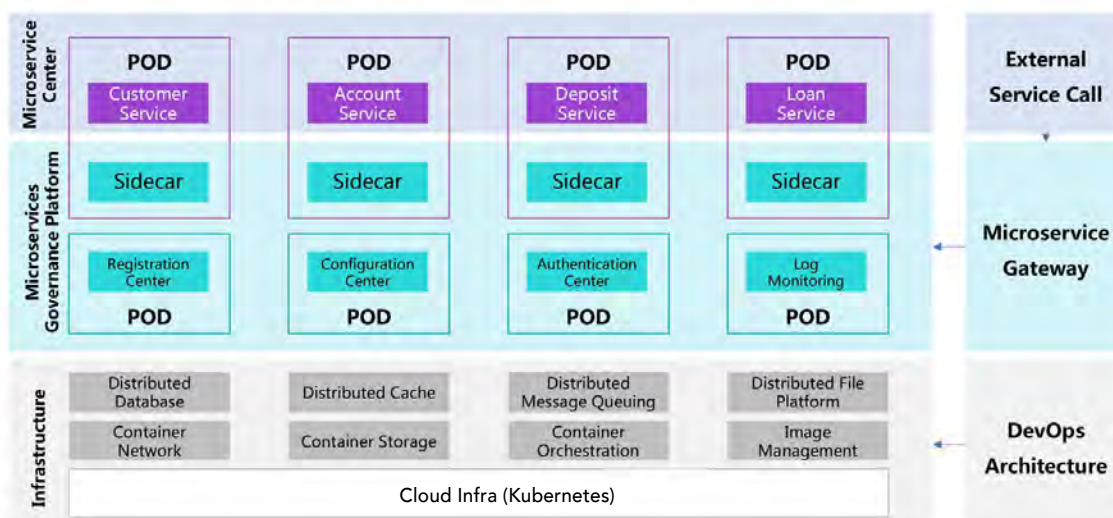 Microservice
Center
POD
Customer
Service
POD
Account
Service
POD
Deposit
Service
POD
Loan
Service
External
Service Call
Microservices
Governance Platform
Sidecar
Sidecar
Sidecar
Sidecar
Registration
Center
POD
Configuration
Center
POD
Authentication
Center
POD
Log
Monitoring
POD
Microservice
Gateway
Infrastructure
Distributed
Database
Distributed Cache
Distributed
Message Queuing
Distributed File
Platform
Container
Network
Container Storage
Container
Orchestration
Image
Management
Cloud Infra (Kubernetes)
DevOps
Architecture